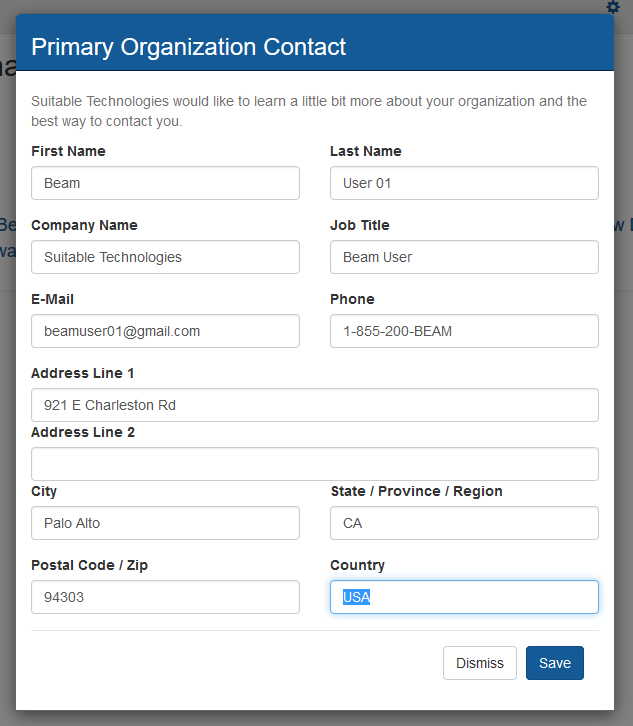 Primary Organization Contact
Suitable Technologies would like to learn a little bit more about your organization and the
best way to contact you.
First Name
Last Name
Beam
User 01
Company Name
Job Title
Suitable Technologies
Beam User
E-Mail
Phone
beamuser01@gmail.com
1-855-200-BEAM
Address Line 1
921 E Charleston Rd
Address Line 2
City
State / Province / Region
Palo Alto
CA
Postal Code / Zip
Country
94303
USA
Dismiss
Save